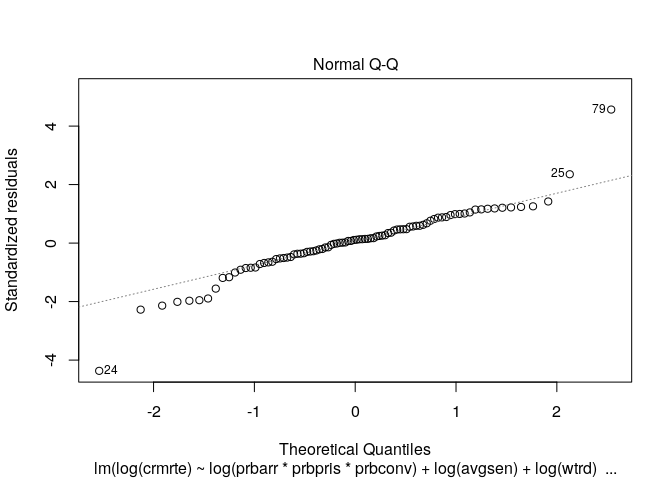 Normal Q-Q
Standardized residuals
4
2
0
-2
-4
79
25
24
-2 -1 0 1 2
Theoretical Quantiles
lm(log(crmrte) ~ log(prbarr * prbpris * prbconv) + log(avgsen) + log(wtrd) ...